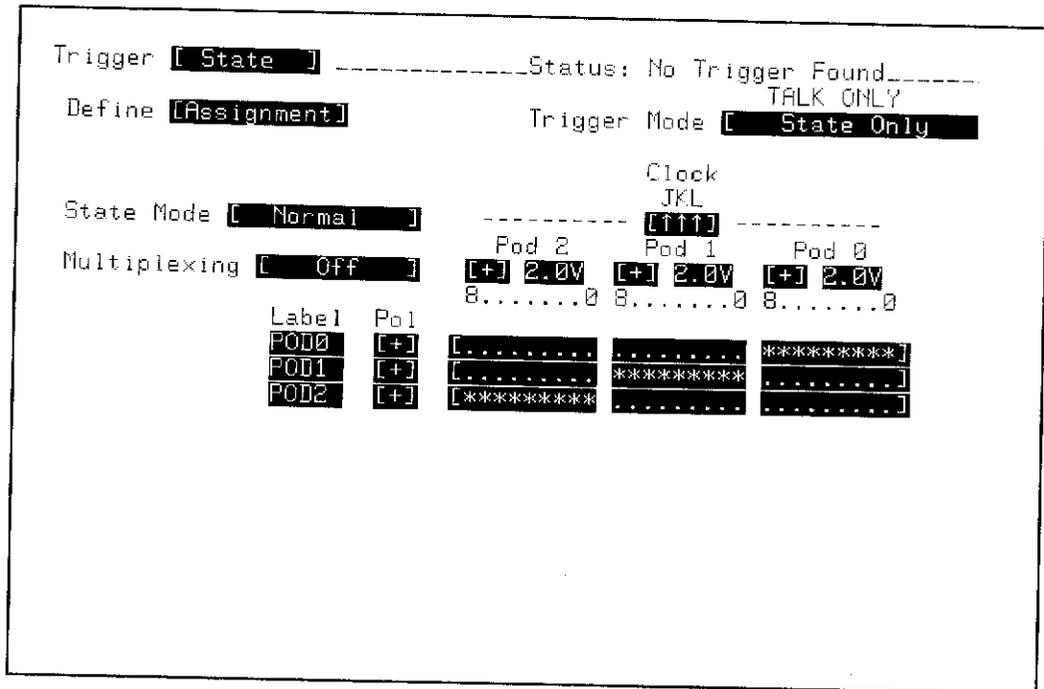 Trigger [ State ] ______________Status: No Trigger Found_______
TALK ONLY
Define [Assignment] Trigger Mode [ State Only
Clock
JKL
State Mode [ Normal ] ---------- [↑↑↑] ----------
Pod 2 Pod 1 Pod 0
Multiplexing [ Off ] [+] 2.0V [+] 2.0V [+] 2.0V
8.......0 8.......0 8.......0
Label Pol
POD0 [+] [......... ......... *********]
POD1 [+] [......... ********* .........]
POD2 [+] [********* ......... .........]